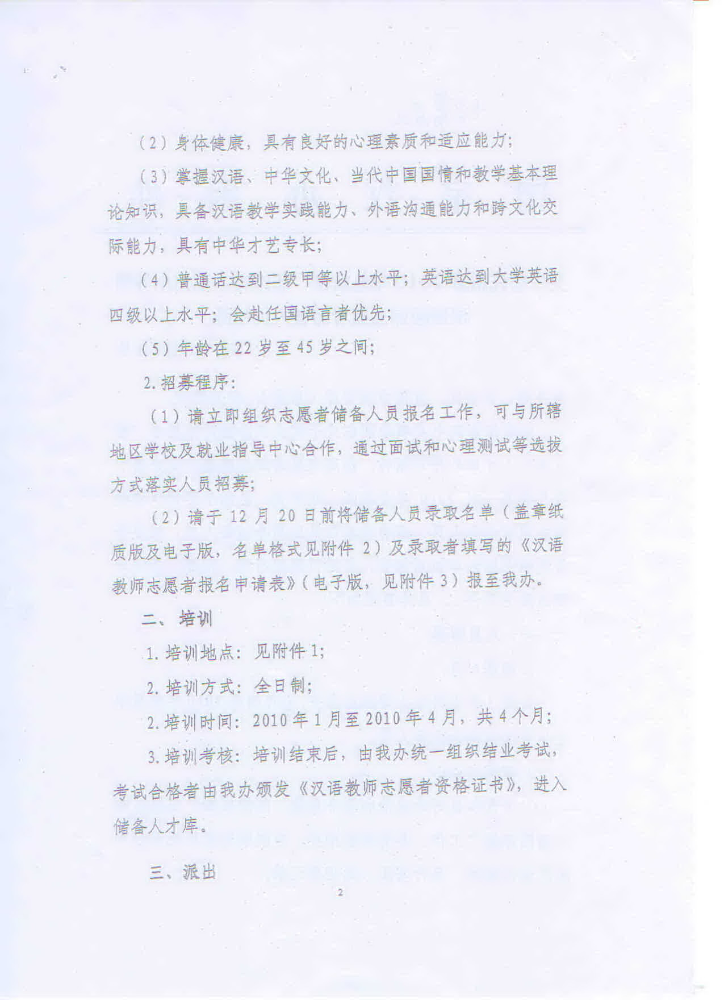 （2）身体健康，具有良好的心理素质和适应能力；
（3）掌握汉语、中华文化、当代中国国情和教学基本理
论知识，具备汉语教学实践能力、外语沟通能力和跨文化交
际能力，具有中华才艺专长；
（4）普通话达到二级甲等以上水平；英语达到大学英语
四级以上水平；会赴任国语言者优先；
（5）年龄在 22 岁至 45 岁之间；
2.招募程序：
（1）请立即组织志愿者储备人员报名工作，可与所辖
地区学校及就业指导中心合作，通过面试和心理测试等选拔
方式落实人员招募；
（2）请于 12 月 20 日前将储备人员录取名单（盖章纸
质版及电子版，名单格式见附件 2）及录取者填写的《汉语
教师志愿者报名申请表》（电子版，见附件 3）报至我办。
二、培训
1.培训地点：见附件 1；
2.培训方式：全日制；
2.培训时间：2010 年 1 月至 2010 年 4 月，共 4 个月；
3.培训考核：培训结束后，由我办统一组织结业考试，
考试合格者由我办颁发《汉语教师志愿者资格证书》，进入
储备人才库。
三、派出
2